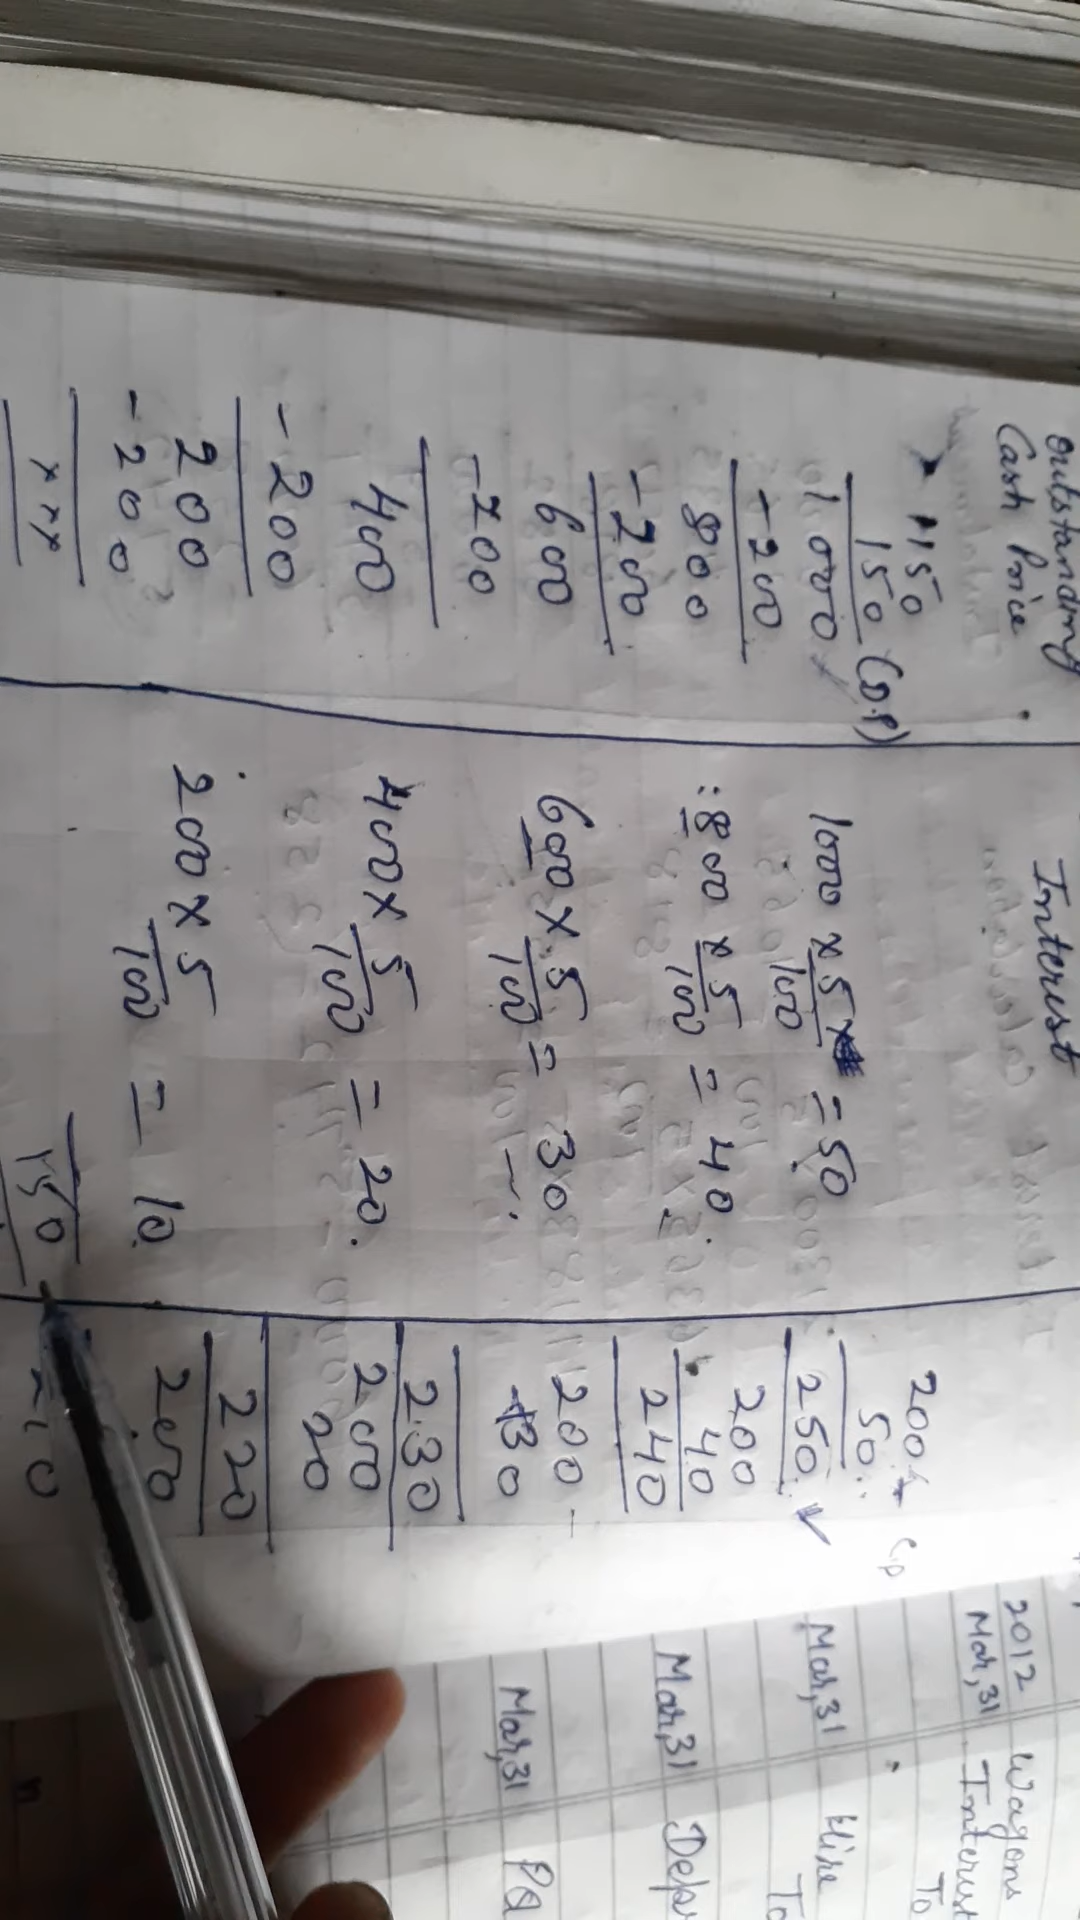 Outstanding
Cash Price
Interest
1150
150 (D.P)
1000
1000 × 5/100 = 50
200+
50
250
-200
800
800 × 5/100 = 40
200
40
240
-200
600
600 × 5/100 = 30
200
+30
230
-200
400
400 × 5/100 = 20
200
20
220
-200
200
200 × 5/100 = 10
200
-200
×××
150
210
2012
Mar,31
Wagons
Interest
To
Mar,31
Hire
To
Mar,31
Depr
Mar,31